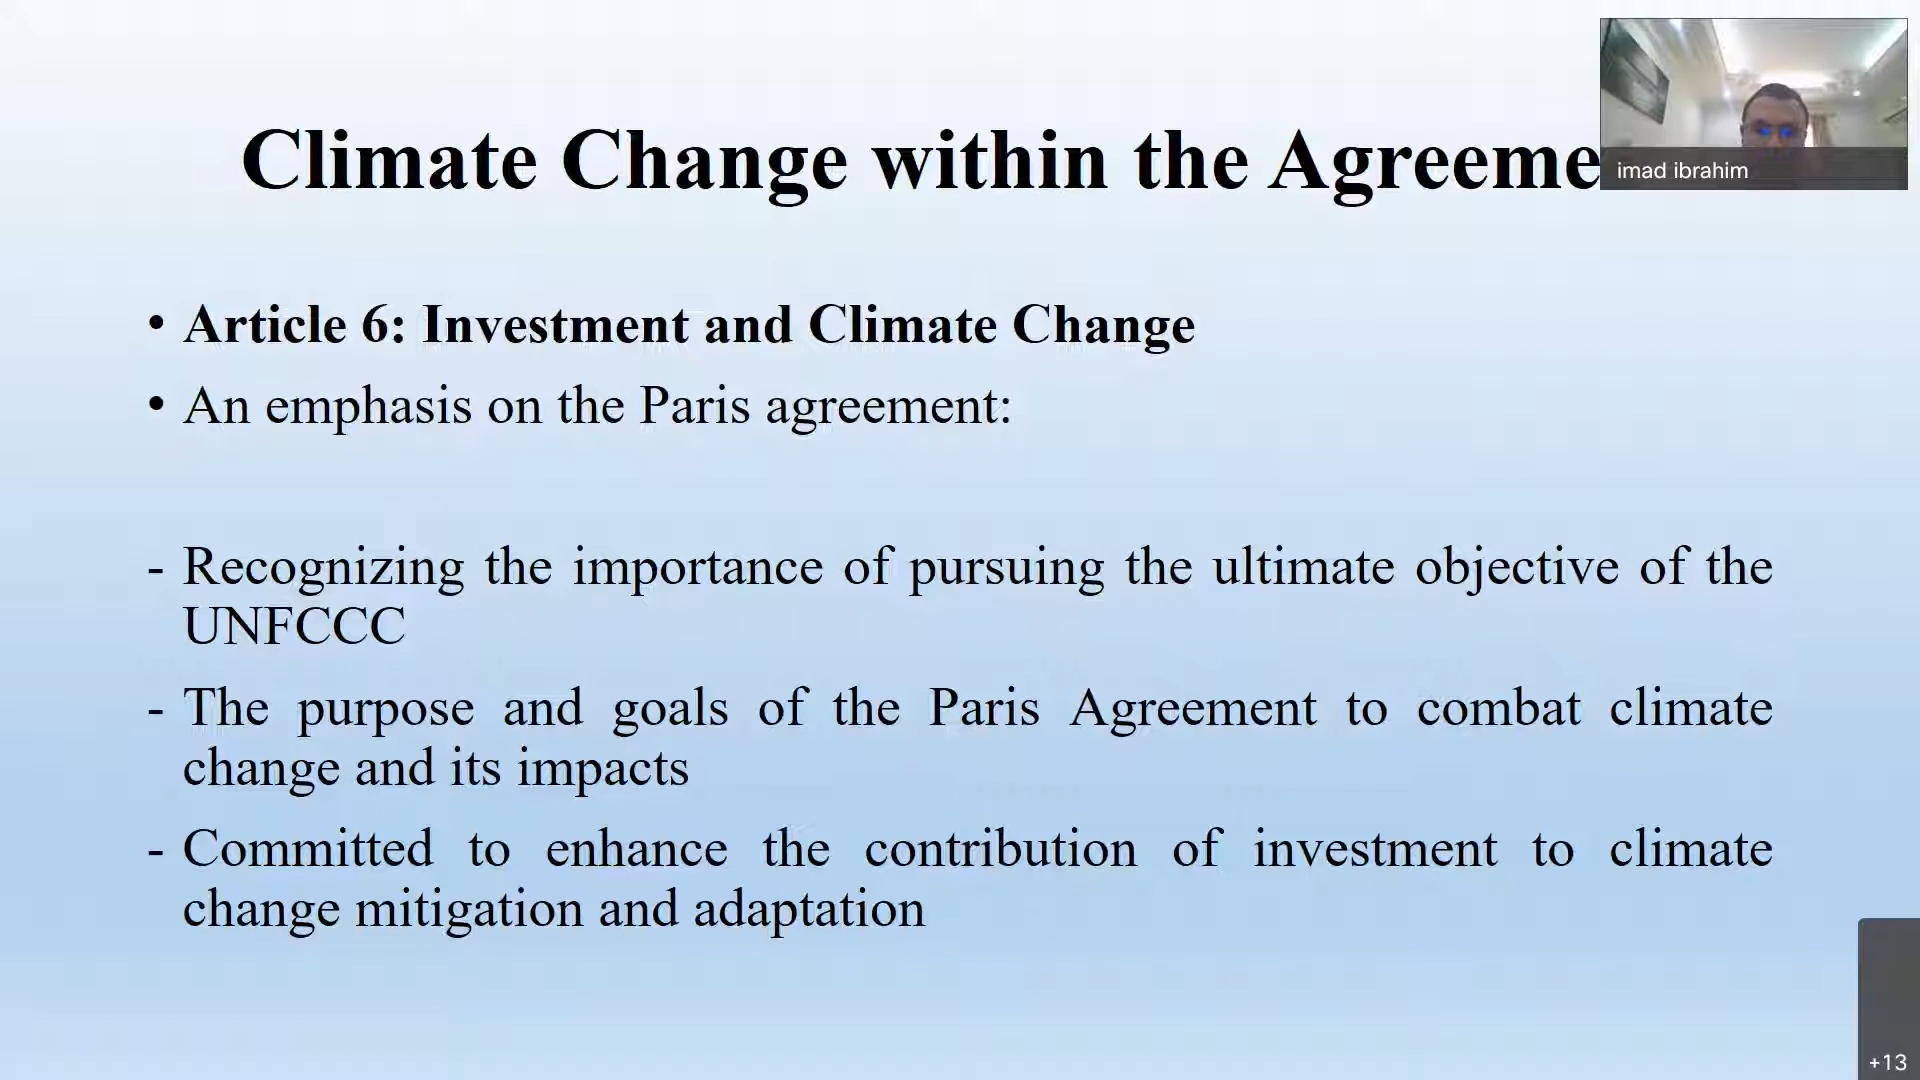 Climate Change within the Agreeme
imad ibrahim
• Article 6: Investment and Climate Change
• An emphasis on the Paris agreement:
- Recognizing the importance of pursuing the ultimate objective of the
UNFCCC
- The purpose and goals of the Paris Agreement to combat climate
change and its impacts
- Committed to enhance the contribution of investment to climate
change mitigation and adaptation
+13